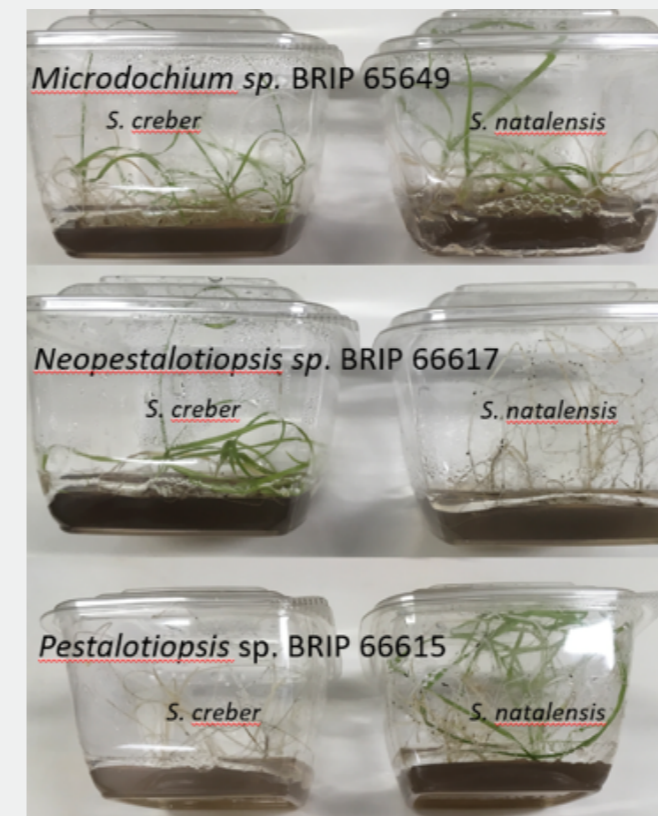 Microdochium sp. BRIP 65649
S. creber
S. natalensis
Neopestalotiopsis sp. BRIP 66617
S. creber
S. natalensis
Pestalotiopsis sp. BRIP 66615
S. creber
S. natalensis